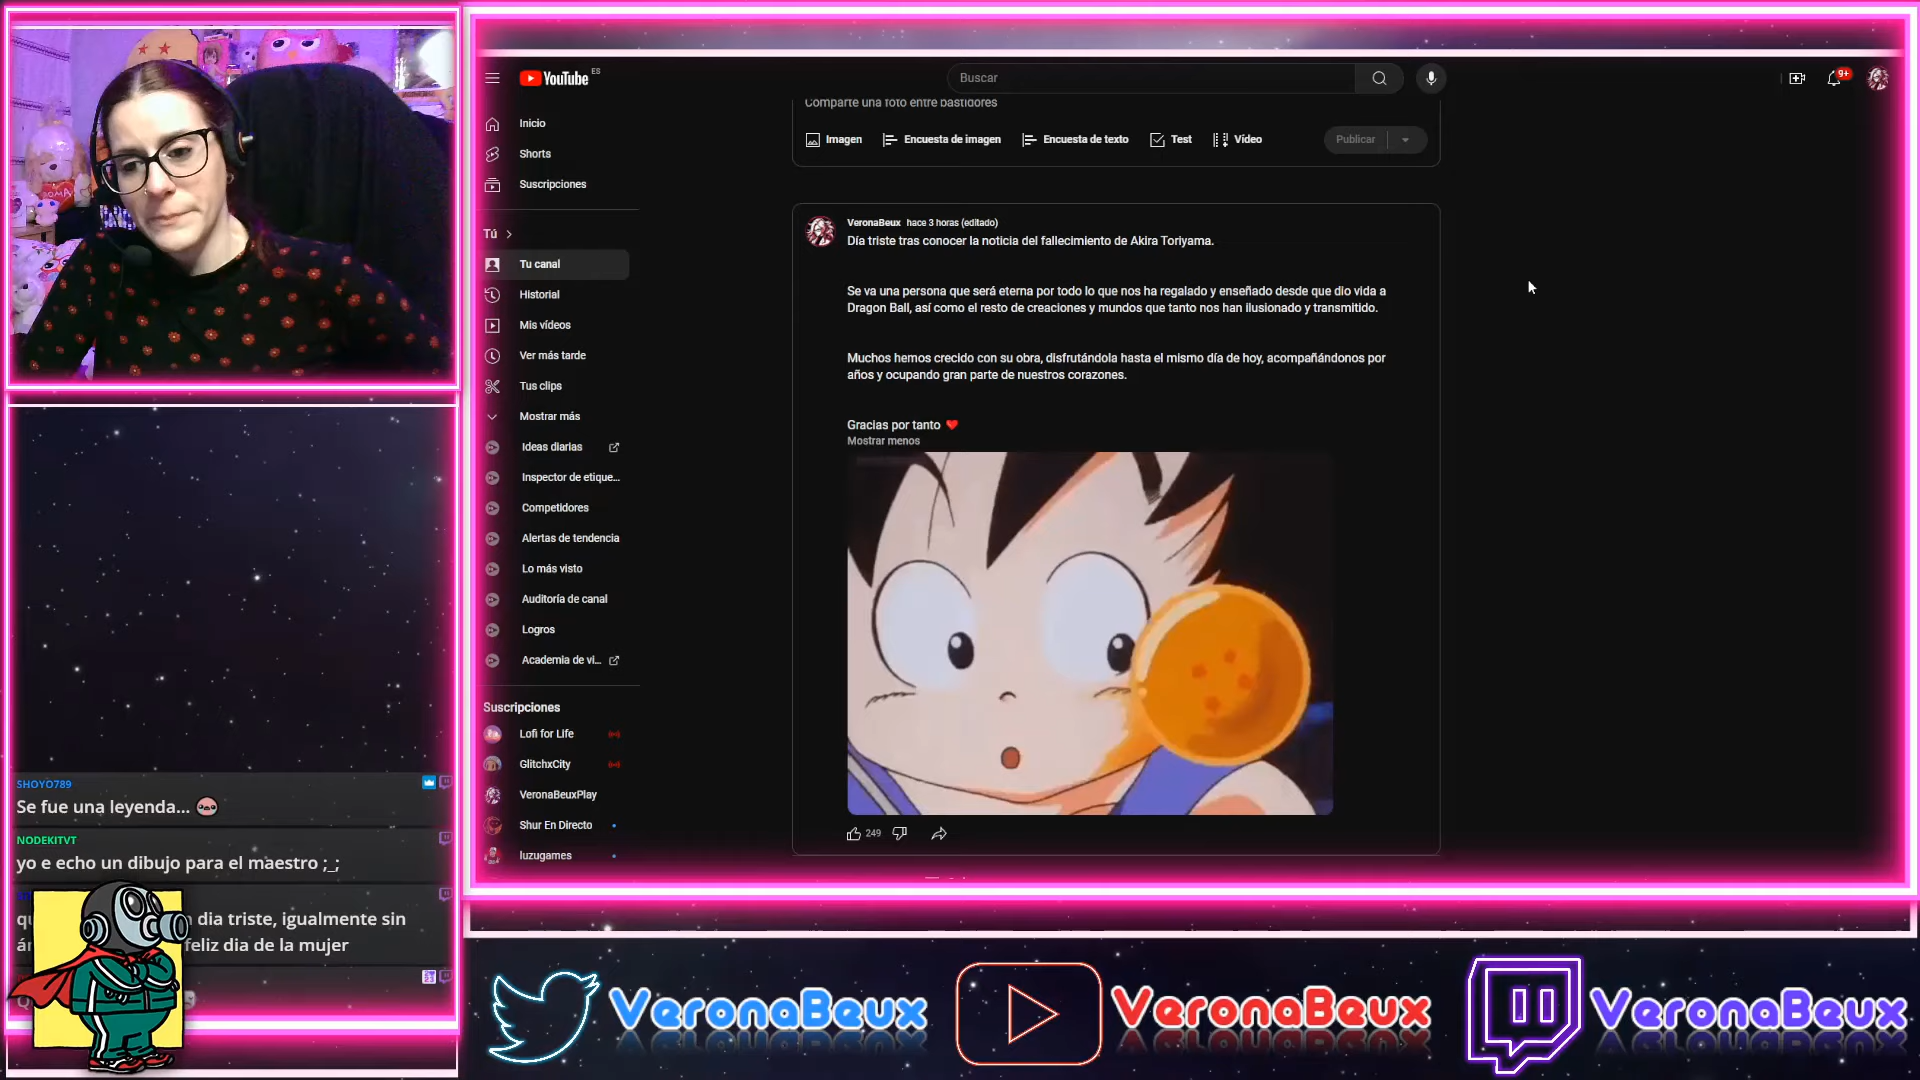 YouTube ES
Buscar
9+
Inicio
Shorts
Suscripciones
Tú
Tu canal
Historial
Mis vídeos
Ver más tarde
Tus clips
Mostrar más
Ideas diarias
Inspector de etique...
Competidores
Alertas de tendencia
Lo más visto
Auditoría de canal
Logros
Academia de vi...
Suscripciones
Lofi for Life
GlitchxCity
VeronaBeuxPlay
Shur En Directo
luzugames
Comparte una foto entre bastidores
Imagen
Encuesta de imagen
Encuesta de texto
Test
Vídeo
Publicar
VeronaBeux hace 3 horas (editado)
Día triste tras conocer la noticia del fallecimiento de Akira Toriyama.
Se va una persona que será eterna por todo lo que nos ha regalado y enseñado desde que dio vida a
Dragon Ball, así como el resto de creaciones y mundos que tanto nos han ilusionado y transmitido.
Muchos hemos crecido con su obra, disfrutándola hasta el mismo día de hoy, acompañándonos por
años y ocupando gran parte de nuestros corazones.
Gracias por tanto ❤
Mostrar menos
249
SHOYO789
Se fue una leyenda...
NODEKITVT
yo e echo un dibujo para el maestro ;_;
dia triste, igualmente sin
feliz dia de la mujer
VeronaBeux
VeronaBeux
VeronaBeux